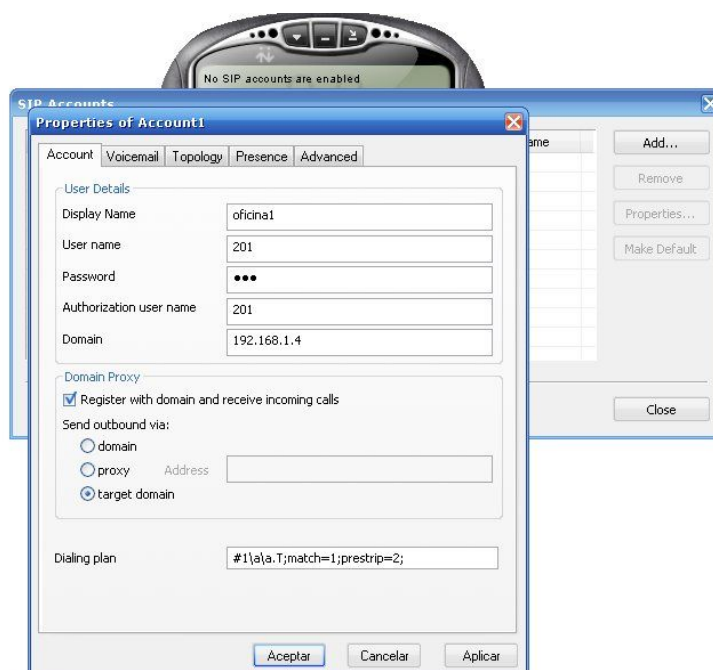 No SIP accounts are enabled
SIP Accounts
Properties of Account1
Account Voicemail Topology Presence Advanced
User Details
Display Name oficina1
User name 201
Password •••
Authorization user name 201
Domain 192.168.1.4
Domain Proxy
Register with domain and receive incoming calls
Send outbound via:
domain
proxy Address
target domain
Dialing plan #1\a\a.T;match=1;prestrip=2;
Aceptar Cancelar Aplicar
ame
Add...
Remove
Properties...
Make Default
Close